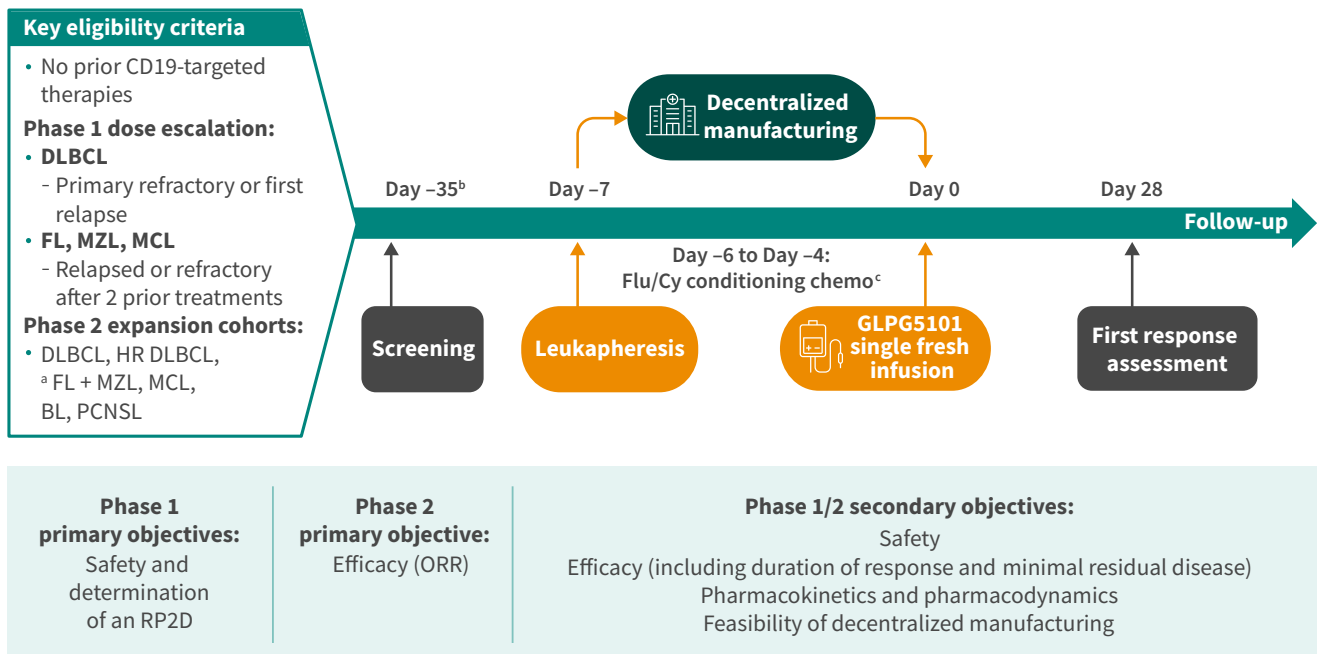 Key eligibility criteria
• No prior CD19-targeted
therapies
Phase 1 dose escalation:
• DLBCL
- Primary refractory or first
relapse
• FL, MZL, MCL
- Relapsed or refractory
after 2 prior treatments
Phase 2 expansion cohorts:
• DLBCL, HR DLBCL,
ᵃ FL + MZL, MCL,
BL, PCNSL
Decentralized
manufacturing
Day –35ᵇ
Day –7
Day 0
Day 28
Follow-up
Day –6 to Day –4:
Flu/Cy conditioning chemoᶜ
Screening
Leukapheresis
GLPG5101
single fresh
infusion
First response
assessment
Phase 1
primary objectives:
Safety and
determination
of an RP2D
Phase 2
primary objective:
Efficacy (ORR)
Phase 1/2 secondary objectives:
Safety
Efficacy (including duration of response and minimal residual disease)
Pharmacokinetics and pharmacodynamics
Feasibility of decentralized manufacturing